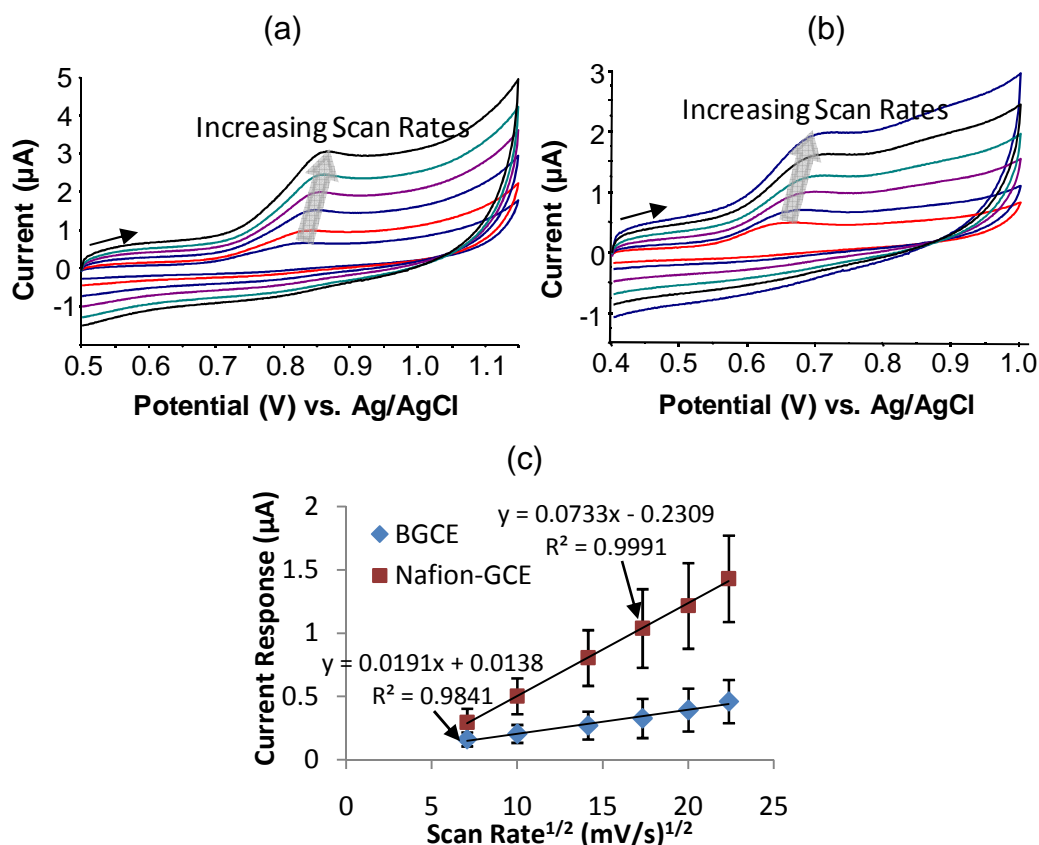 (a)
5
4
3
2
1
0
-1
Current (µA)
Increasing Scan Rates
0.5 0.6 0.7 0.8 0.9 1.0 1.1
Potential (V) vs. Ag/AgCl
(b)
3
2
1
0
-1
Current (µA)
Increasing Scan Rates
0.4 0.5 0.6 0.7 0.8 0.9 1.0
Potential (V) vs. Ag/AgCl
(c)
2
1.5
1
0.5
0
Current Response (µA)
BGCE
Nafion-GCE
y = 0.0733x - 0.2309
R² = 0.9991
y = 0.0191x + 0.0138
R² = 0.9841
0 5 10 15 20 25
Scan Rate¹/² (mV/s)¹/²